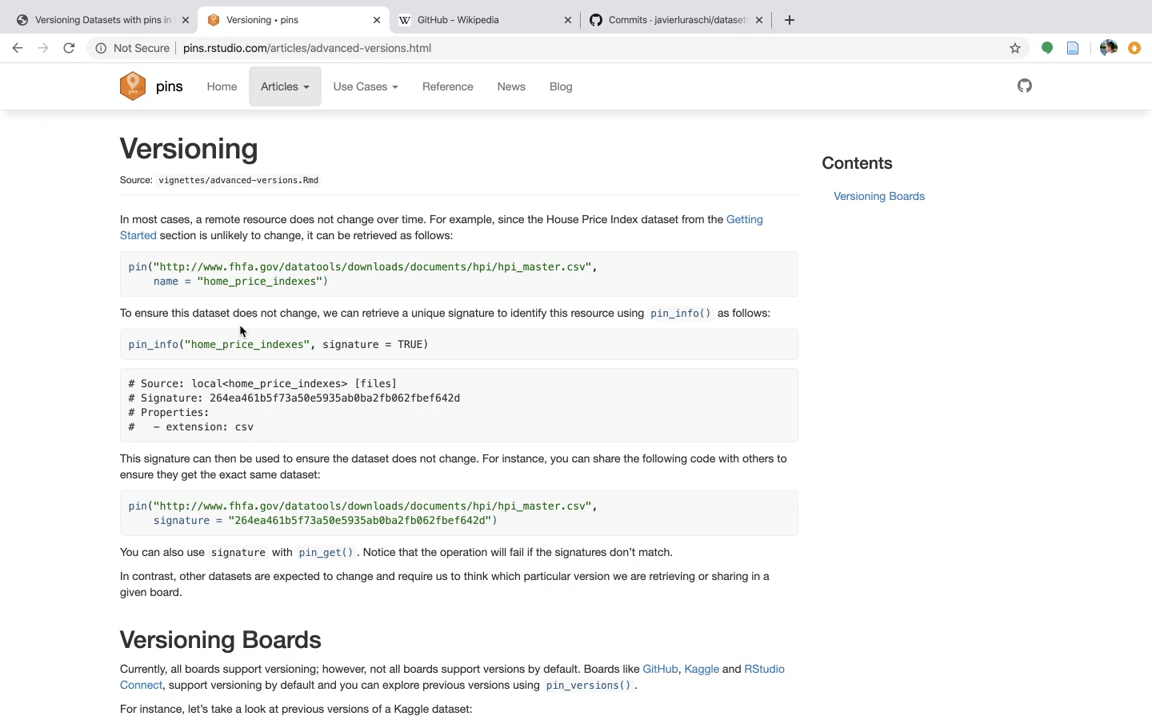 Versioning Datasets with pins in
Versioning • pins
GitHub - Wikipedia
Commits · javierluraschi/dataset
Not Secure
pins.rstudio.com/articles/advanced-versions.html
pins
Home
Articles
Use Cases
Reference
News
Blog
Versioning
Contents
Source: vignettes/advanced-versions.Rmd
Versioning Boards
In most cases, a remote resource does not change over time. For example, since the House Price Index dataset from the Getting
Started section is unlikely to change, it can be retrieved as follows:
pin("http://www.fhfa.gov/datatools/downloads/documents/hpi/hpi_master.csv",
name = "home_price_indexes")
To ensure this dataset does not change, we can retrieve a unique signature to identify this resource using pin_info() as follows:
pin_info("home_price_indexes", signature = TRUE)
# Source: local<home_price_indexes> [files]
# Signature: 264ea461b5f73a50e5935ab0ba2fb062fbef642d
# Properties:
#   - extension: csv
This signature can then be used to ensure the dataset does not change. For instance, you can share the following code with others to
ensure they get the exact same dataset:
pin("http://www.fhfa.gov/datatools/downloads/documents/hpi/hpi_master.csv",
signature = "264ea461b5f73a50e5935ab0ba2fb062fbef642d")
You can also use signature with pin_get() . Notice that the operation will fail if the signatures don't match.
In contrast, other datasets are expected to change and require us to think which particular version we are retrieving or sharing in a
given board.
Versioning Boards
Currently, all boards support versioning; however, not all boards support versions by default. Boards like GitHub, Kaggle and RStudio
Connect, support versioning by default and you can explore previous versions using pin_versions() .
For instance, let's take a look at previous versions of a Kaggle dataset: